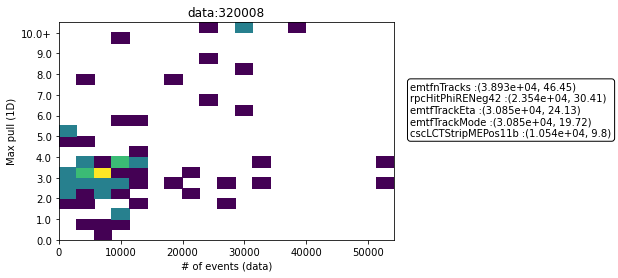 data:320008
10.0+
9.0
8.0
7.0
6.0
5.0
4.0
3.0
2.0
1.0
0.0
Max pull (1D)
0 10000 20000 30000 40000 50000
# of events (data)
emtfnTracks :(3.893e+04, 46.45)
rpcHitPhiRENeg42 :(2.354e+04, 30.41)
emtfTrackEta :(3.085e+04, 24.13)
emtfTrackMode :(3.085e+04, 19.72)
cscLCTStripMEPos11b :(1.054e+04, 9.8)